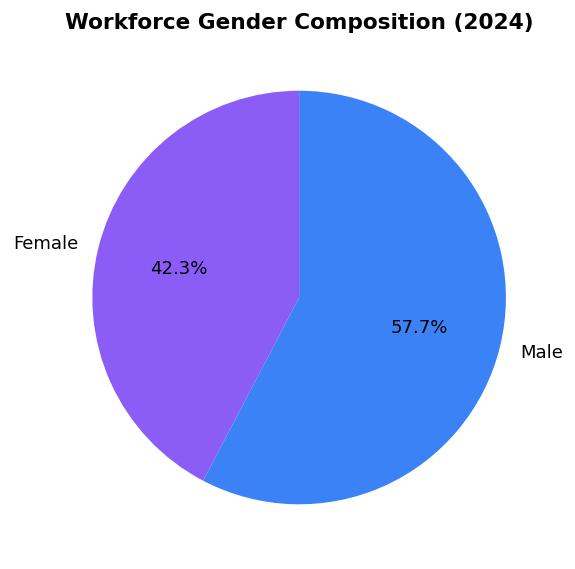 Workforce Gender Composition (2024)
Female
42.3%
57.7%
Male